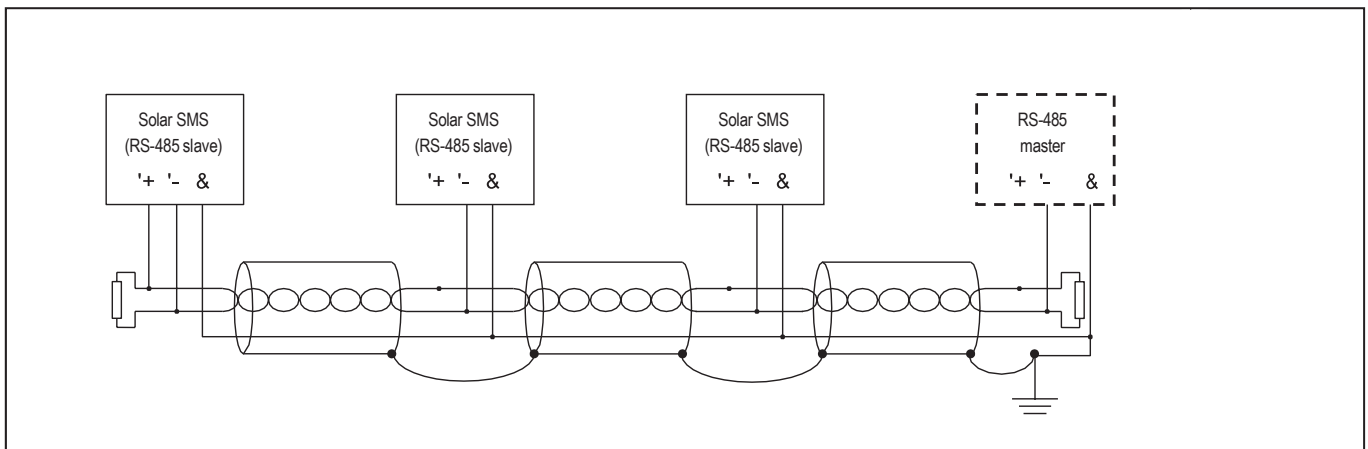 Solar SMS
(RS-485 slave)
'+ '- &
Solar SMS
(RS-485 slave)
'+ '- &
Solar SMS
(RS-485 slave)
'+ '- &
RS-485
master
'+ '- &